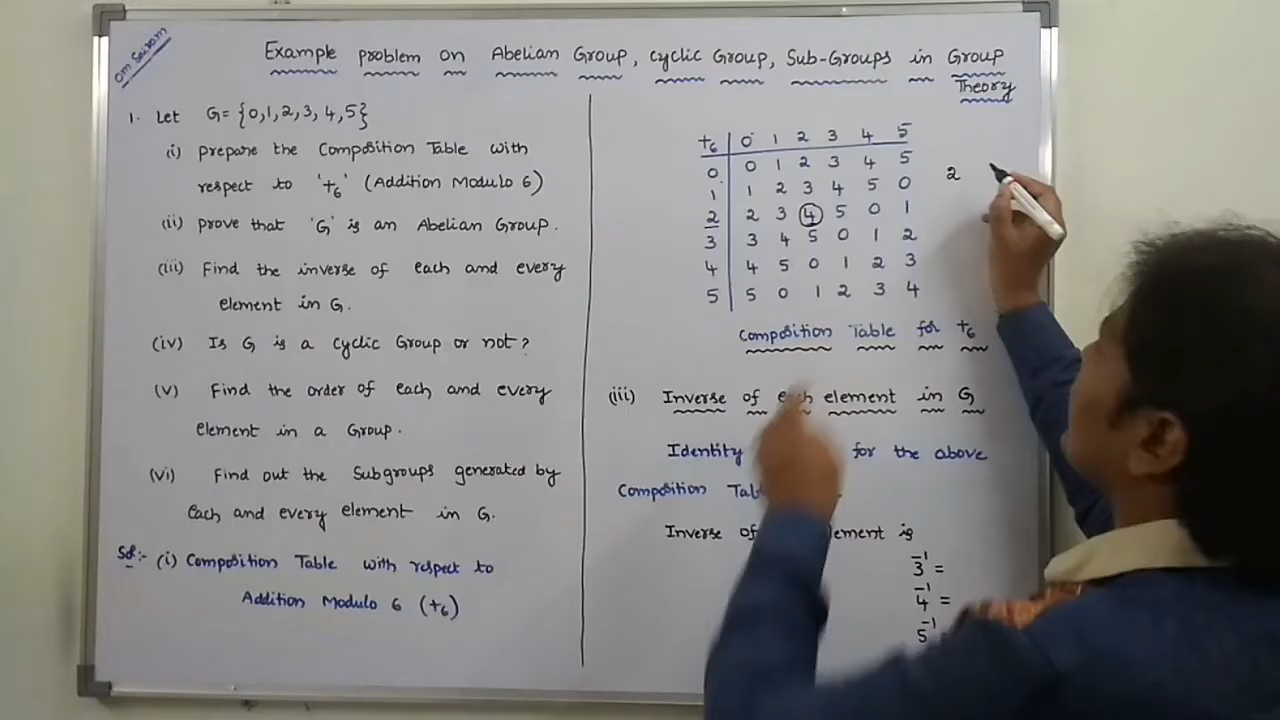 Om Sairam
Example problem on Abelian Group, cyclic Group, Sub-Groups in Group
Theory
1. Let G = {0,1,2,3,4,5}
(i) prepare the Composition Table with
respect to '+6' (Addition Modulo 6)
(ii) prove that 'G' is an Abelian Group.
(iii) Find the inverse of each and every
element in G.
(iv) Is G is a cyclic Group or not?
(v) Find the order of each and every
element in a Group.
(vi) Find out the Subgroups generated by
Each and every element in G.
Sol:- (i) Composition Table with respect to
Addition Modulo 6 (+6)
+6 0 1 2 3 4 5
0 0 1 2 3 4 5
1 1 2 3 4 5 0
2 2 3 4 5 0 1
3 3 4 5 0 1 2
4 4 5 0 1 2 3
5 5 0 1 2 3 4
2
Composition Table for +6
(iii) Inverse of each element in G
Identity for the above
Composition
Inverse of element is
3⁻¹ =
4⁻¹ =
5⁻¹